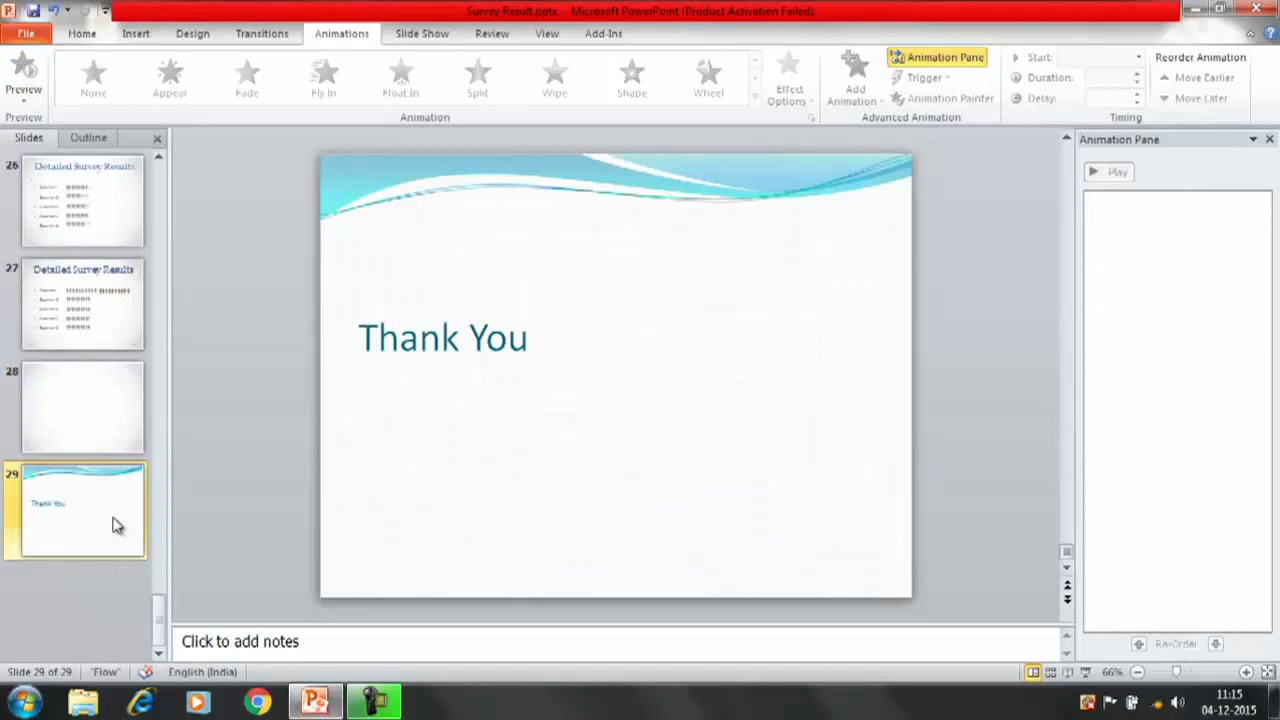 Survey Result.pptx - Microsoft PowerPoint (Product Activation Failed)
File Home Insert Design Transitions Animations Slide Show Review View Add-Ins
Preview
Preview
None Appear Fade Fly In Float In Split Wipe Shape Wheel
Animation
Effect
Options
Add
Animation
Animation Pane
Trigger
Animation Painter
Advanced Animation
Start:
Duration:
Delay:
Timing
Reorder Animation
Move Earlier
Move Later
Slides Outline
26
Detailed Survey Results
27
Detailed Survey Results
28
29
Thank You
Thank You
Click to add notes
Animation Pane
Play
Re-Order
Slide 29 of 29 "Flow" English (India) 66%
11:15
04-12-2015